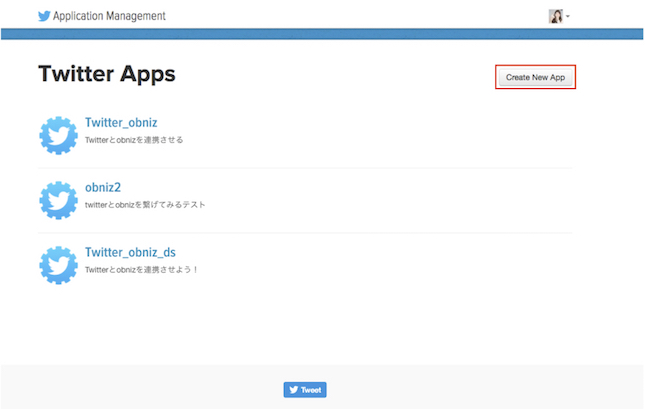 Application Management
Twitter Apps
Create New App
Twitter_obniz
Twitterとobnizを連携させる
obniz2
twitterとobnizを繋げてみるテスト
Twitter_obniz_ds
Twitterとobnizを連携させよう！
Tweet